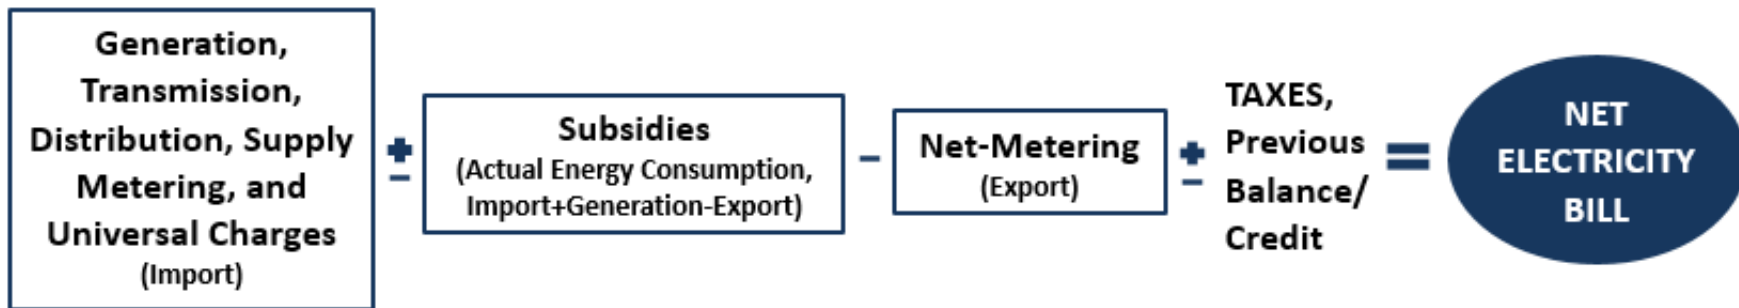 Generation,
Transmission,
Distribution, Supply
Metering, and
Universal Charges
(Import)
±
Subsidies
(Actual Energy Consumption,
Import+Generation-Export)
−
Net-Metering
(Export)
±
TAXES,
Previous
Balance/
Credit
=
NET
ELECTRICITY
BILL